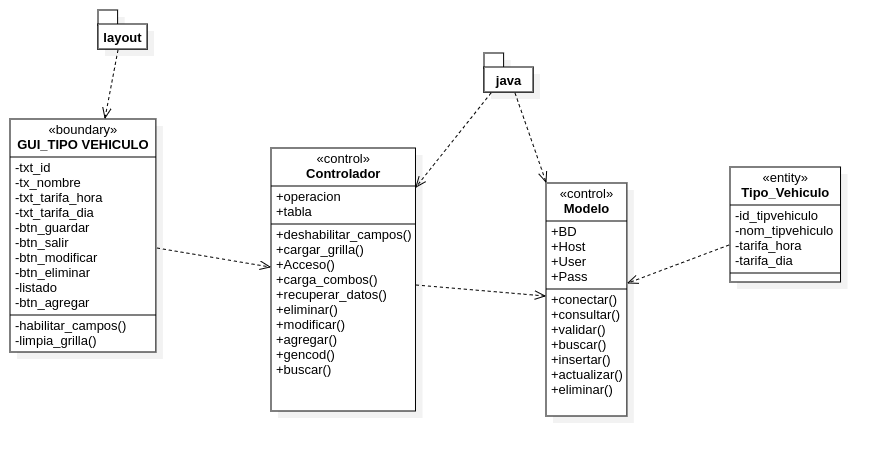 layout
java
«boundary»
GUI_TIPO VEHICULO
-txt_id
-tx_nombre
-txt_tarifa_hora
-txt_tarifa_dia
-btn_guardar
-btn_salir
-btn_modificar
-btn_eliminar
-listado
-btn_agregar
-habilitar_campos()
-limpia_grilla()
«control»
Controlador
+operacion
+tabla
+deshabilitar_campos()
+cargar_grilla()
+Acceso()
+carga_combos()
+recuperar_datos()
+eliminar()
+modificar()
+agregar()
+gencod()
+buscar()
«control»
Modelo
+BD
+Host
+User
+Pass
+conectar()
+consultar()
+validar()
+buscar()
+insertar()
+actualizar()
+eliminar()
«entity»
Tipo_Vehiculo
-id_tipvehiculo
-nom_tipvehiculo
-tarifa_hora
-tarifa_dia